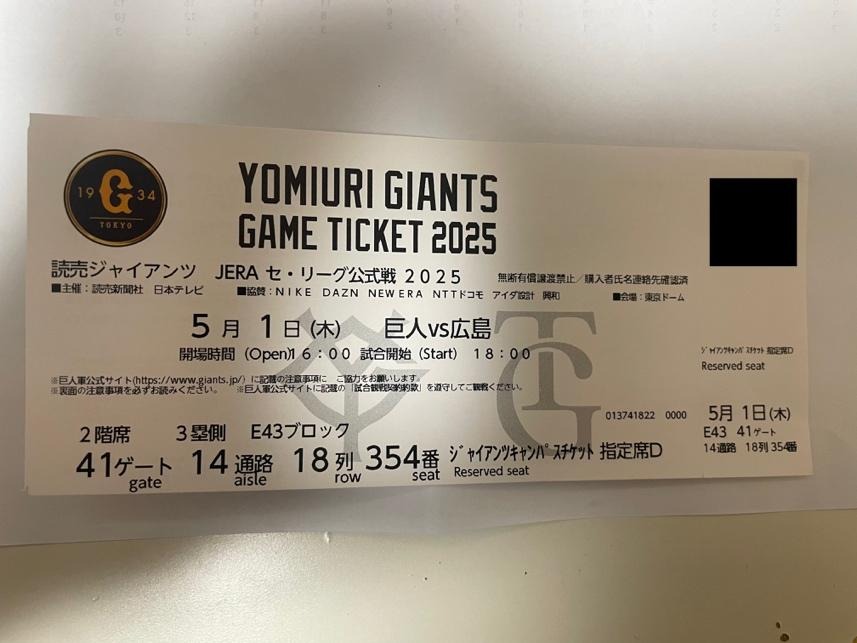 19 G 34
TOKYO
YOMIURI GIANTS
GAME TICKET 2025
読売ジャイアンツ JERA セ・リーグ公式戦 2025
無断有償譲渡禁止／購入者氏名連絡先確認済
■主催：読売新聞社 日本テレビ ■協賛：NIKE DAZN NEWERA NTTドコモ アイダ設計 興和 ■会場：東京ドーム
5月1日(木) 巨人vs広島
開場時間 (Open)16:00 試合開始 (Start) 18:00
※巨人軍公式サイト(https://www.giants.jp/)に記載の注意事項に ご協力をお願いします。
※裏面の注意事項を必ずお読みください。 ※巨人軍公式サイトに記載の「試合観戦契約約款」を遵守してご観戦ください。
TG
2階席 3塁側 E43ブロック
41ゲート 14通路 18列 354番 ｼﾞｬｲｱﾝﾂｷｬﾝﾊﾟｽﾁｹｯﾄ 指定席D
gate aisle row seat Reserved seat
ｼﾞｬｲｱﾝﾂｷｬﾝﾊﾟｽﾁｹｯﾄ 指定席D
Reserved seat
013741822 0000
5月1日(木)
E43 41ゲート
14通路 18列 354番